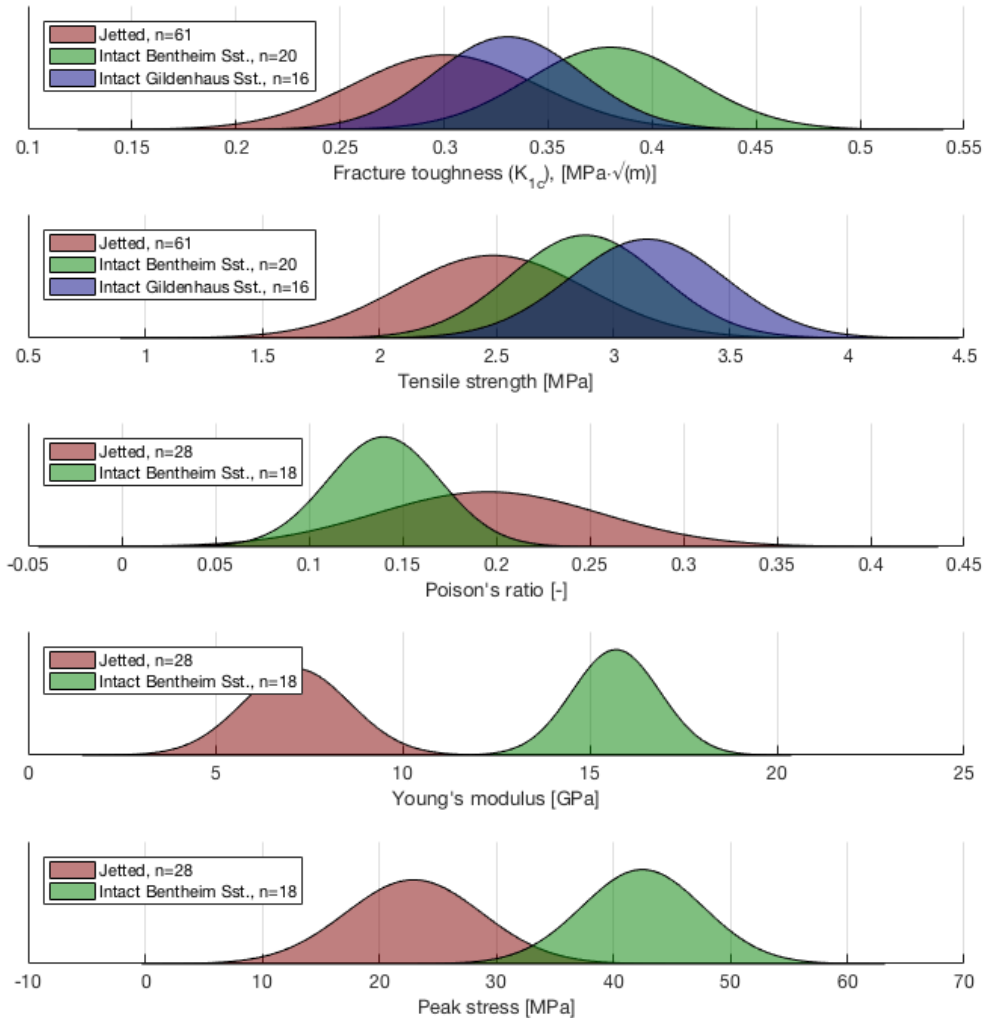 Jetted, n=61
Intact Bentheim Sst., n=20
Intact Gildenhaus Sst., n=16
0.1 0.15 0.2 0.25 0.3 0.35 0.4 0.45 0.5 0.55
Fracture toughness (K1c), [MPa·√(m)]
Jetted, n=61
Intact Bentheim Sst., n=20
Intact Gildenhaus Sst., n=16
0.5 1 1.5 2 2.5 3 3.5 4 4.5
Tensile strength [MPa]
Jetted, n=28
Intact Bentheim Sst., n=18
-0.05 0 0.05 0.1 0.15 0.2 0.25 0.3 0.35 0.4 0.45
Poison's ratio [-]
Jetted, n=28
Intact Bentheim Sst., n=18
0 5 10 15 20 25
Young's modulus [GPa]
Jetted, n=28
Intact Bentheim Sst., n=18
-10 0 10 20 30 40 50 60 70
Peak stress [MPa]